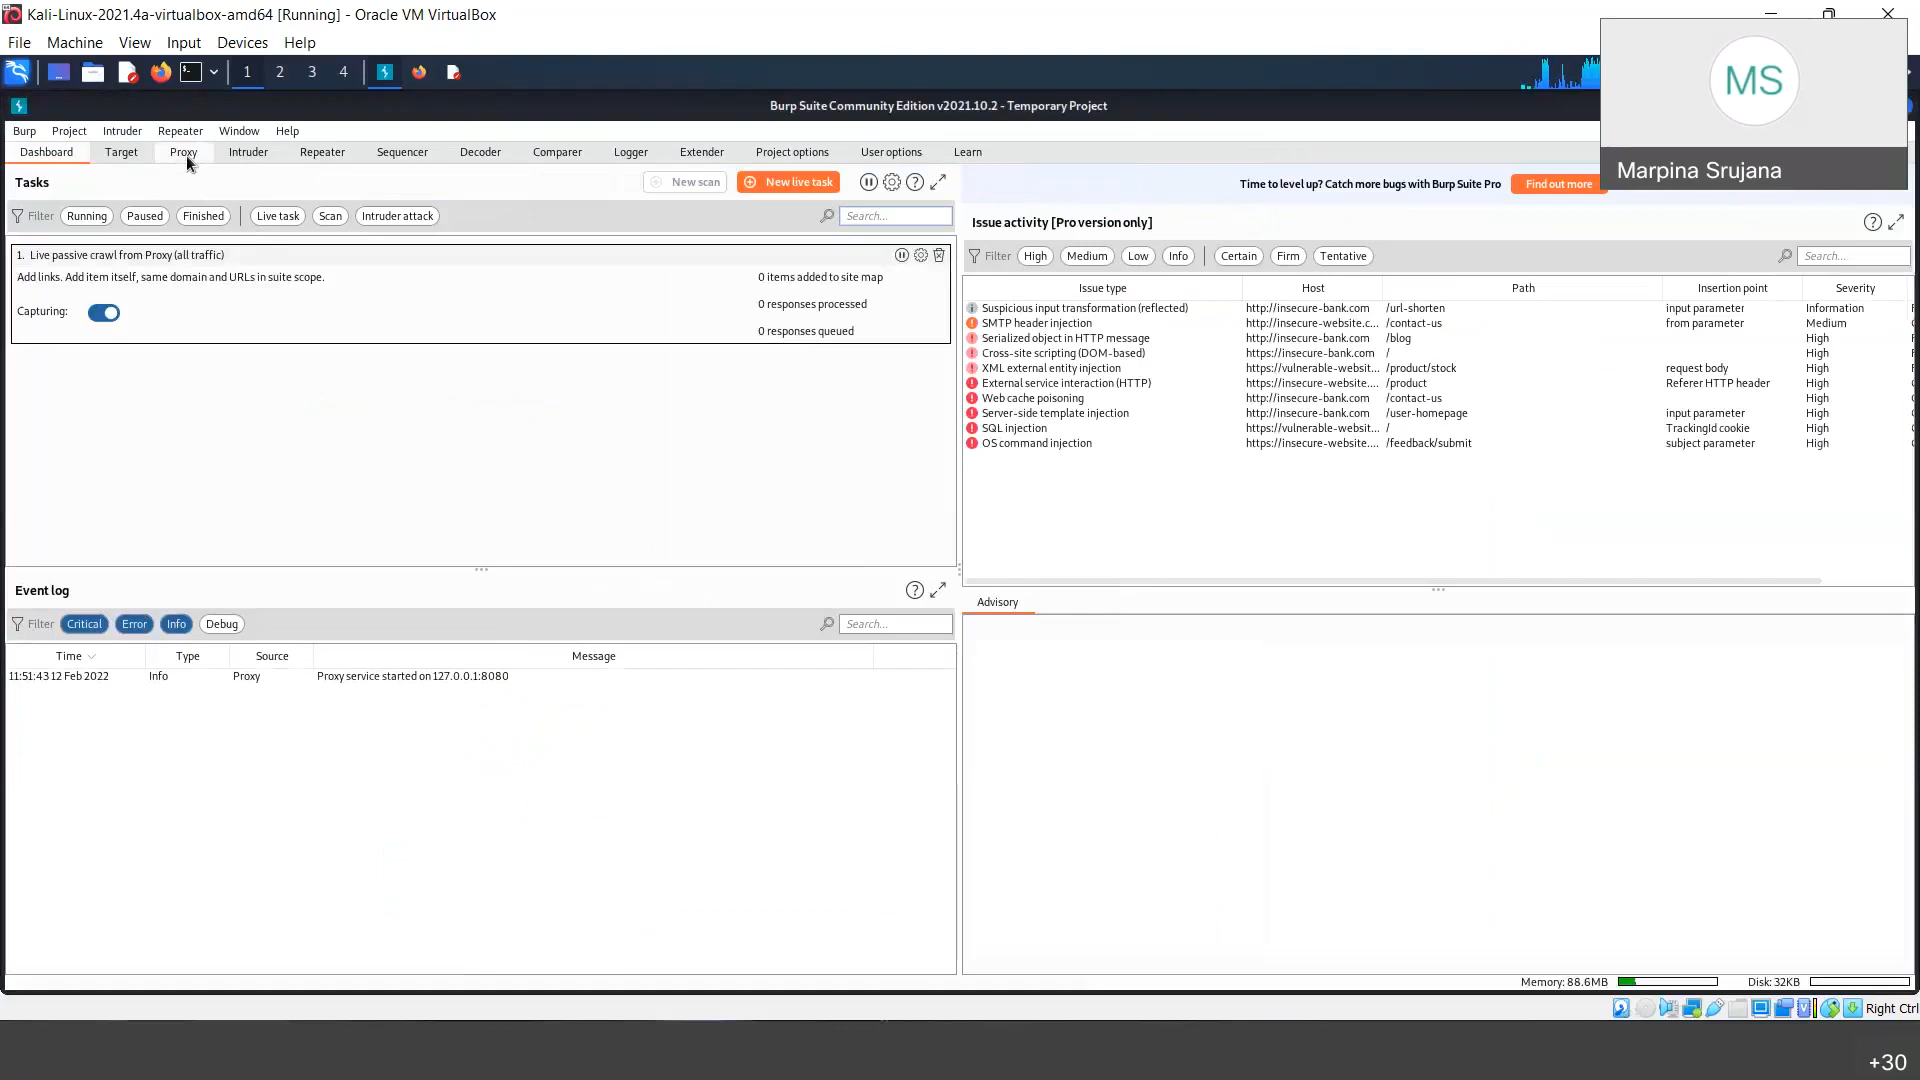 Kali-Linux-2021.4a-virtualbox-amd64 [Running] - Oracle VM VirtualBox
File Machine View Input Devices Help
1 2 3 4
Burp Suite Community Edition v2021.10.2 - Temporary Project
MS
Marpina Srujana
Burp Project Intruder Repeater Window Help
Dashboard Target Proxy Intruder Repeater Sequencer Decoder Comparer Logger Extender Project options User options Learn
Tasks New scan New live task
Filter Running Paused Finished Live task Scan Intruder attack Search...
1. Live passive crawl from Proxy (all traffic)
Add links. Add item itself, same domain and URLs in suite scope. 0 items added to site map
0 responses processed
Capturing:
0 responses queued
Time to level up? Catch more bugs with Burp Suite Pro Find out more
Issue activity [Pro version only]
Filter High Medium Low Info Certain Firm Tentative Search...
Issue type Host Path Insertion point Severity
Suspicious input transformation (reflected) http://insecure-bank.com /url-shorten input parameter Information
SMTP header injection http://insecure-website.c... /contact-us from parameter Medium
Serialized object in HTTP message http://insecure-bank.com /blog High
Cross-site scripting (DOM-based) https://insecure-bank.com / High
XML external entity injection https://vulnerable-websit... /product/stock request body High
External service interaction (HTTP) https://insecure-website.... /product Referer HTTP header High
Web cache poisoning http://insecure-bank.com /contact-us High
Server-side template injection http://insecure-bank.com /user-homepage input parameter High
SQL injection https://vulnerable-websit... / TrackingId cookie High
OS command injection https://insecure-website.... /feedback/submit subject parameter High
Event log
Filter Critical Error Info Debug Search...
Time Type Source Message
11:51:43 12 Feb 2022 Info Proxy Proxy service started on 127.0.0.1:8080
Advisory
Memory: 88.6MB Disk: 32KB
Right Ctrl
+30